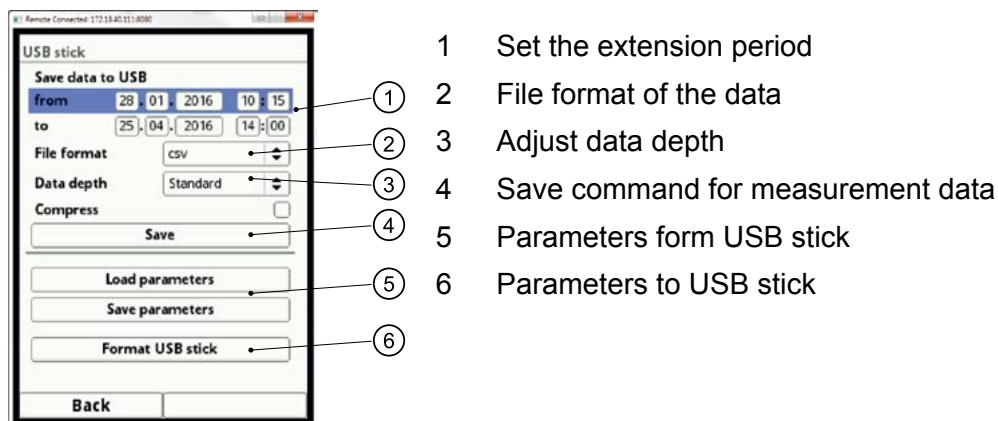 Remote Connected: 172.18.40.111:8080
USB stick
Save data to USB
from 28 . 01 . 2016 10 : 15
to 25 . 04 . 2016 14 : 00
File format csv
Data depth Standard
Compress
Save
Load parameters
Save parameters
Format USB stick
Back
1
2
3
4
5
6
1 Set the extension period
2 File format of the data
3 Adjust data depth
4 Save command for measurement data
5 Parameters form USB stick
6 Parameters to USB stick